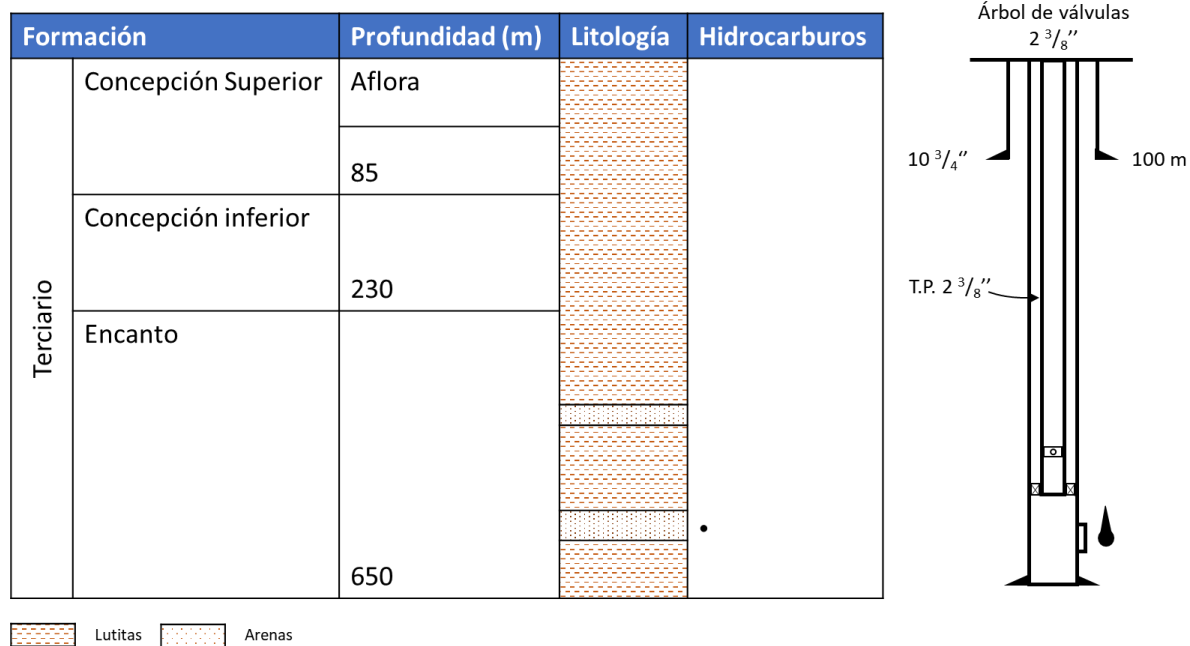 Formación Profundidad (m) Litología Hidrocarburos
Terciario
Concepción Superior Aflora
85
Concepción inferior
230
Encanto
650
Lutitas Arenas
Árbol de válvulas
2 3/8’’
10 3/4’’ 100 m
T.P. 2 3/8’’